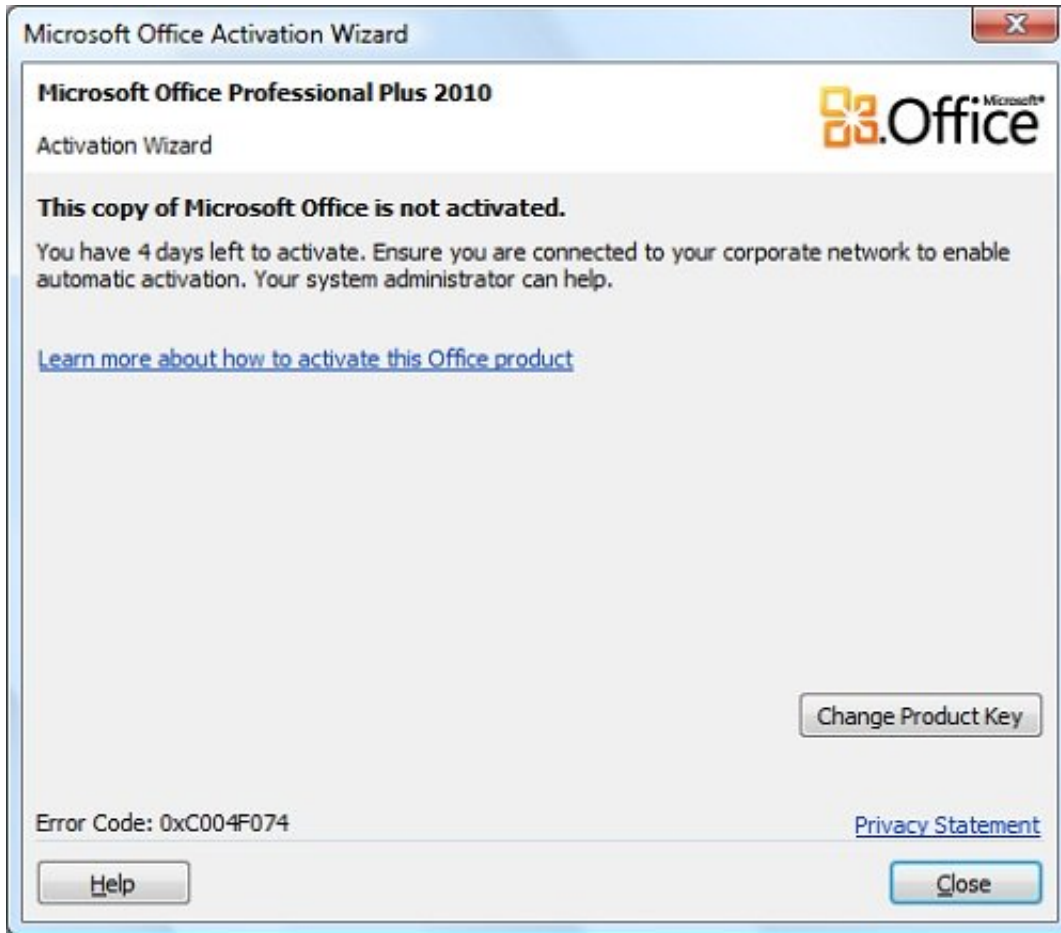 Microsoft Office Activation Wizard
Microsoft Office Professional Plus 2010
Activation Wizard
Microsoft®
Office
This copy of Microsoft Office is not activated.
You have 4 days left to activate. Ensure you are connected to your corporate network to enable
automatic activation. Your system administrator can help.
Learn more about how to activate this Office product
Change Product Key
Error Code: 0xC004F074
Privacy Statement
Help
Close